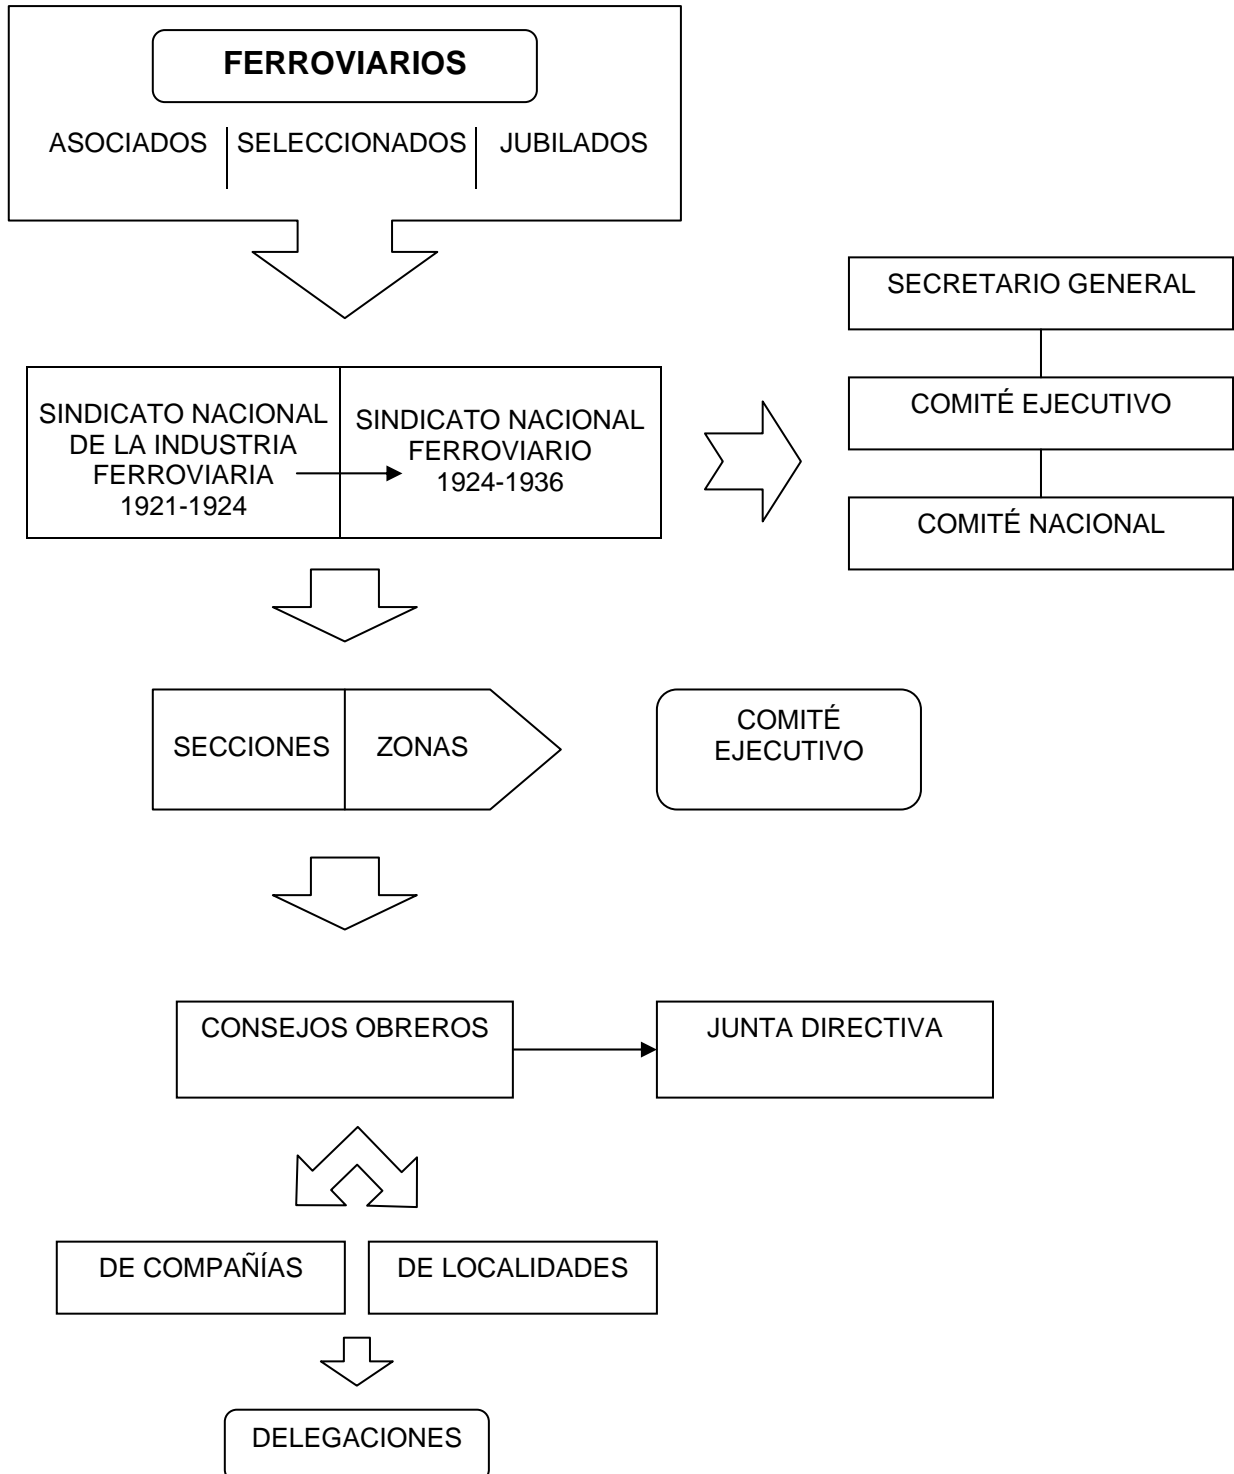 FERROVIARIOS
ASOCIADOS
SELECCIONADOS
JUBILADOS
SINDICATO NACIONAL
DE LA INDUSTRIA
FERROVIARIA
1921-1924
SINDICATO NACIONAL
FERROVIARIO
1924-1936
SECRETARIO GENERAL
COMITÉ EJECUTIVO
COMITÉ NACIONAL
SECCIONES
ZONAS
COMITÉ
EJECUTIVO
CONSEJOS OBREROS
JUNTA DIRECTIVA
DE COMPAÑÍAS
DE LOCALIDADES
DELEGACIONES